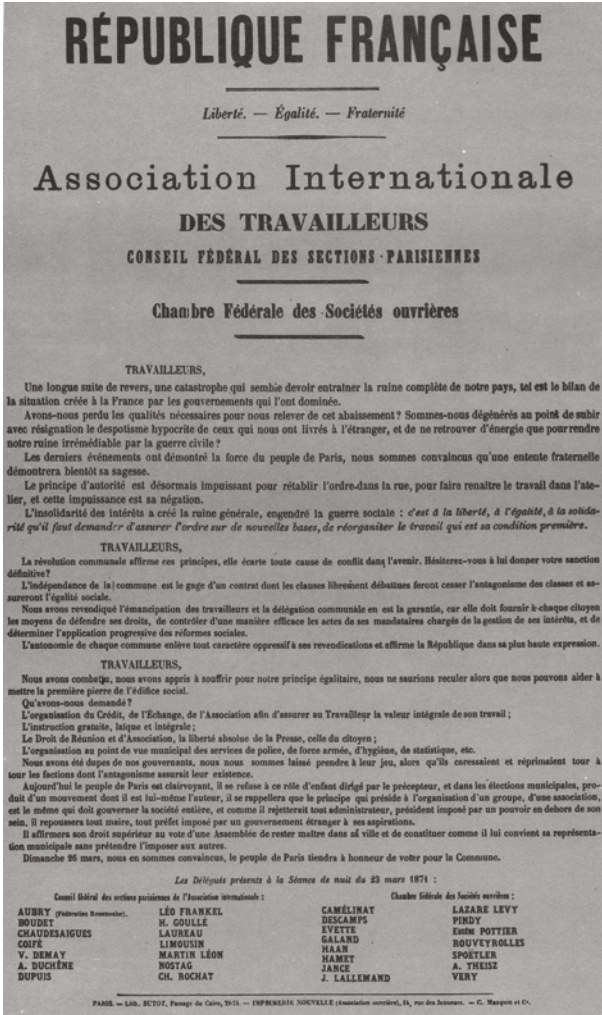 RÉPUBLIQUE FRANÇAISE
Liberté. — Égalité. — Fraternité
Association Internationale
DES TRAVAILLEURS
CONSEIL FÉDÉRAL DES SECTIONS PARISIENNES
Chambre Fédérale des Sociétés ouvrières
TRAVAILLEURS,
Une longue suite de revers, une catastrophe qui semble devoir entraîner la ruine complète de notre pays, tel est le bilan de
la situation créée à la France par les gouvernements qui l'ont dominée.
Avons-nous perdu les qualités nécessaires pour nous relever de cet abaissement? Sommes-nous dégénérés au point de subir
avec résignation le despotisme hypocrite de ceux qui nous ont livrés à l'étranger, et de ne retrouver d'énergie que pour rendre
notre ruine irrémédiable par la guerre civile?
Les derniers événements ont démontré la force du peuple de Paris, nous sommes convaincus qu'une entente fraternelle
démontrera bientôt sa sagesse.
Le principe d'autorité est désormais impuissant pour rétablir l'ordre dans la rue, pour faire renaître le travail dans l'ate-
lier, et cette impuissance est sa négation.
L'insolidarité des intérêts a créé la ruine générale, engendré la guerre sociale : c'est à la liberté, à l'égalité, à la solida-
rité qu'il faut demander d'assurer l'ordre sur de nouvelles bases, de réorganiser le travail qui est sa condition première.
TRAVAILLEURS,
La révolution communale affirme ces principes, elle écarte toute cause de conflit dans l'avenir. Hésiterez-vous à lui donner votre sanction
définitive?
L'indépendance de la commune est le gage d'un contrat dont les clauses librement débattues feront cesser l'antagonisme des classes et as-
sureront l'égalité sociale.
Nous avons revendiqué l'émancipation des travailleurs et la délégation communale en est la garantie, car elle doit fournir à chaque citoyen
les moyens de défendre ses droits, de contrôler d'une manière efficace les actes de ses mandataires chargés de la gestion de ses intérêts, et de
déterminer l'application progressive des réformes sociales.
L'autonomie de chaque commune enlève tout caractère oppressif à ses revendications et affirme la République dans sa plus haute expression.
TRAVAILLEURS,
Nous avons combattu, nous avons appris à souffrir pour notre principe égalitaire, nous ne saurions reculer alors que nous pouvons aider à
mettre la première pierre de l'édifice social.
Qu'avons-nous demandé?
L'organisation du Crédit, de l'Échange, de l'Association afin d'assurer au Travailleur la valeur intégrale de son travail;
L'instruction gratuite, laïque et intégrale;
Le Droit de Réunion et d'Association, la liberté absolue de la Presse, celle du citoyen;
L'organisation au point de vue municipal des services de police, de force armée, d'hygiène, de statistique, etc.
Nous avons été dupes de nos gouvernants, nous nous sommes laissé prendre à leur jeu, alors qu'ils caressaient et réprimaient tour à
tour les factions dont l'antagonisme assurait leur existence.
Aujourd'hui le peuple de Paris est clairvoyant, il se refuse à ce rôle d'enfant dirigé par le précepteur, et dans les élections municipales, pro-
duit d'un mouvement dont il est lui-même l'auteur, il se rappellera que le principe qui préside à l'organisation d'un groupe, d'une association,
est le même qui doit gouverner la société entière, et comme il rejetterait tout administrateur, président imposé par un pouvoir en dehors de son
sein, il repoussera tout maire, tout préfet imposé par un gouvernement étranger à ses aspirations.
Il affirmera son droit supérieur au vote d'une Assemblée de rester maître dans sa ville et de constituer comme il lui convient sa représenta-
tion municipale sans prétendre l'imposer aux autres.
Dimanche 26 mars, nous en sommes convaincus, le peuple de Paris tiendra à honneur de voter pour la Commune.
Les Délégués présents à la Séance de nuit du 23 mars 1871 :
Conseil fédéral des sections parisiennes de l'Association internationale :
AUBRY (Fédération Rouennaise).
BOUDET
CHAUDESAIGUES
COIFÉ
V. DEMAY
A. DUCHÊNE
DUPUIS
LÉO FRANKEL
H. GOULLÉ
LAUREAU
LIMOUSIN
MARTIN LÉON
NOSTAG
CH. ROCHAT
Chambre fédérale des Sociétés ouvrières :
CAMÉLINAT
DESCAMPS
EVETTE
GALAND
HAAN
HAMET
JANCE
J. LALLEMAND
LAZARE LEVY
PINDY
EUGÈNE POTTIER
ROUVEYROLLES
SPOËTLER
A. THEISZ
VERY
PARIS. — Lith. BUTOT, Passage du Caire, — IMPRIMERIE NOUVELLE (Association ouvrière), 14, rue des Jeuneurs. — G. Masquin et Ce.